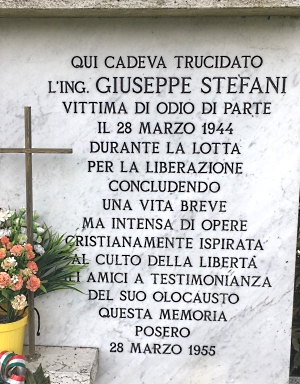 QUI CADEVA TRUCIDATO
L'ING. GIUSEPPE STEFANI
VITTIMA DI ODIO DI PARTE
IL 28 MARZO 1944
DURANTE LA LOTTA
PER LA LIBERAZIONE
CONCLUDENDO
UNA VITA BREVE
MA INTENSA DI OPERE
CRISTIANAMENTE ISPIRATA
AL CULTO DELLA LIBERTÀ
AMICI A TESTIMONIANZA
DEL SUO OLOCAUSTO
QUESTA MEMORIA
POSERO
28 MARZO 1955